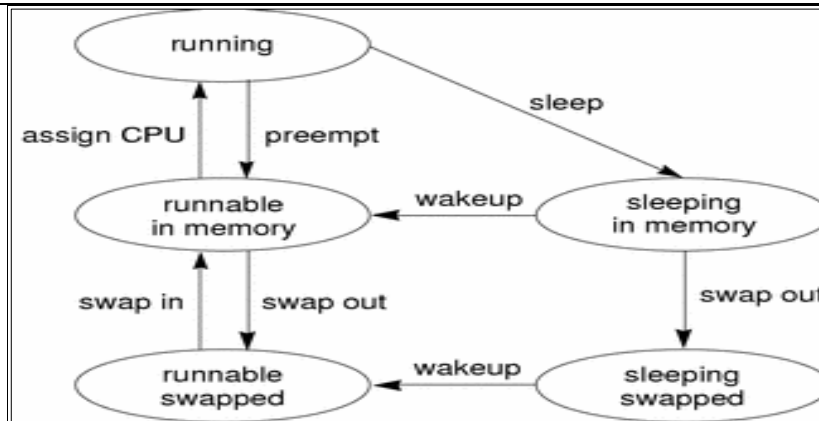 running
sleep
assign CPU
preempt
runnable
in memory
wakeup
sleeping
in memory
swap in
swap out
swap out
runnable
swapped
wakeup
sleeping
swapped